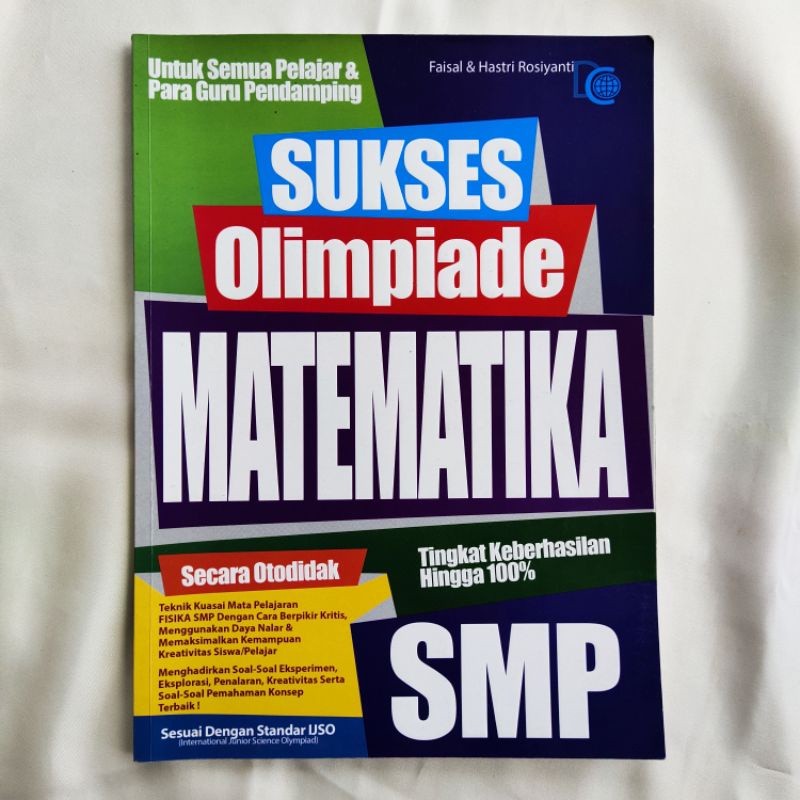 Untuk Semua Pelajar &
Para Guru Pendamping
Faisal & Hastri Rosiyanti
DC
SUKSES
Olimpiade
MATEMATIKA
Secara Otodidak
Tingkat Keberhasilan
Hingga 100%
Teknik Kuasai Mata Pelajaran
FISIKA SMP Dengan Cara Berpikir Kritis,
Menggunakan Daya Nalar &
Memaksimalkan Kemampuan
Kreativitas Siswa/Pelajar
Menghadirkan Soal-Soal Eksperimen,
Eksplorasi, Penalaran, Kreativitas Serta
Soal-Soal Pemahaman Konsep
Terbaik !
SMP
Sesuai Dengan Standar IJSO
(International Junior Science Olympiad)